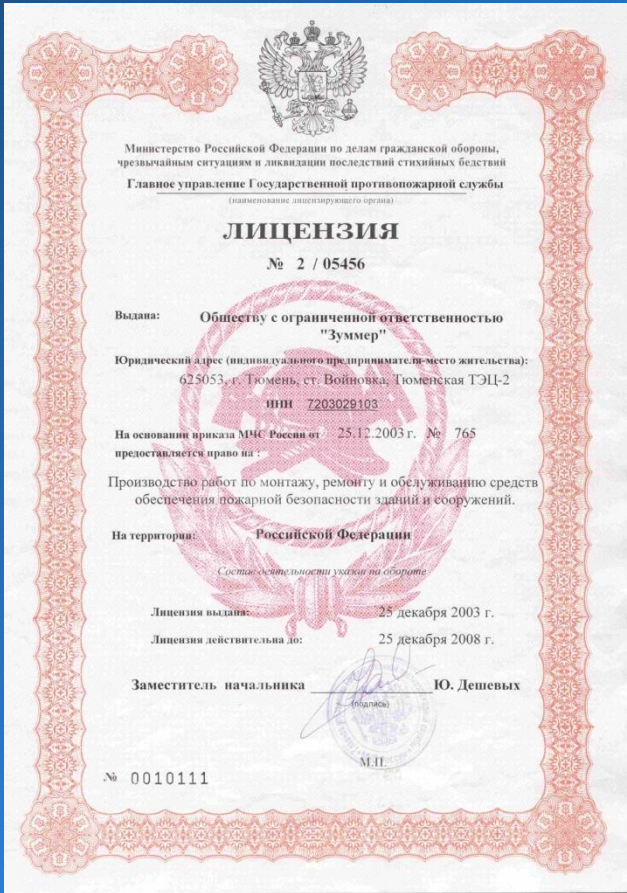 Министерство Российской Федерации по делам гражданской обороны,
чрезвычайным ситуациям и ликвидации последствий стихийных бедствий
Главное управление Государственной противопожарной службы
(наименование лицензирующего органа)
ЛИЦЕНЗИЯ
№ 2 / 05456
Выдана: Обществу с ограниченной ответственностью
"Зуммер"
Юридический адрес (индивидуального предпринимателя-место жительства):
625053, г. Тюмень, ст. Войновка, Тюменская ТЭЦ-2
ИНН 7203029103
На основании приказа МЧС России от 25.12.2003 г. № 765
предоставляется право на :
Производство работ по монтажу, ремонту и обслуживанию средств
обеспечения пожарной безопасности зданий и сооружений.
На территории: Российской Федерации
Состав деятельности указан на обороте
Лицензия выдана: 25 декабря 2003 г.
Лицензия действительна до: 25 декабря 2008 г.
Заместитель начальника Ю. Дешевых
(подпись)
М.П.
№ 0010111